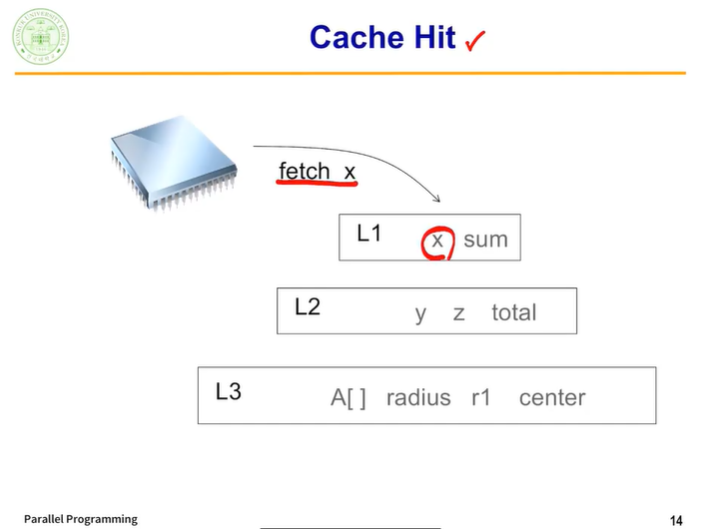 Cache Hit
fetch x
L1 x sum
L2 y z total
L3 A[ ] radius r1 center
Parallel Programming
14